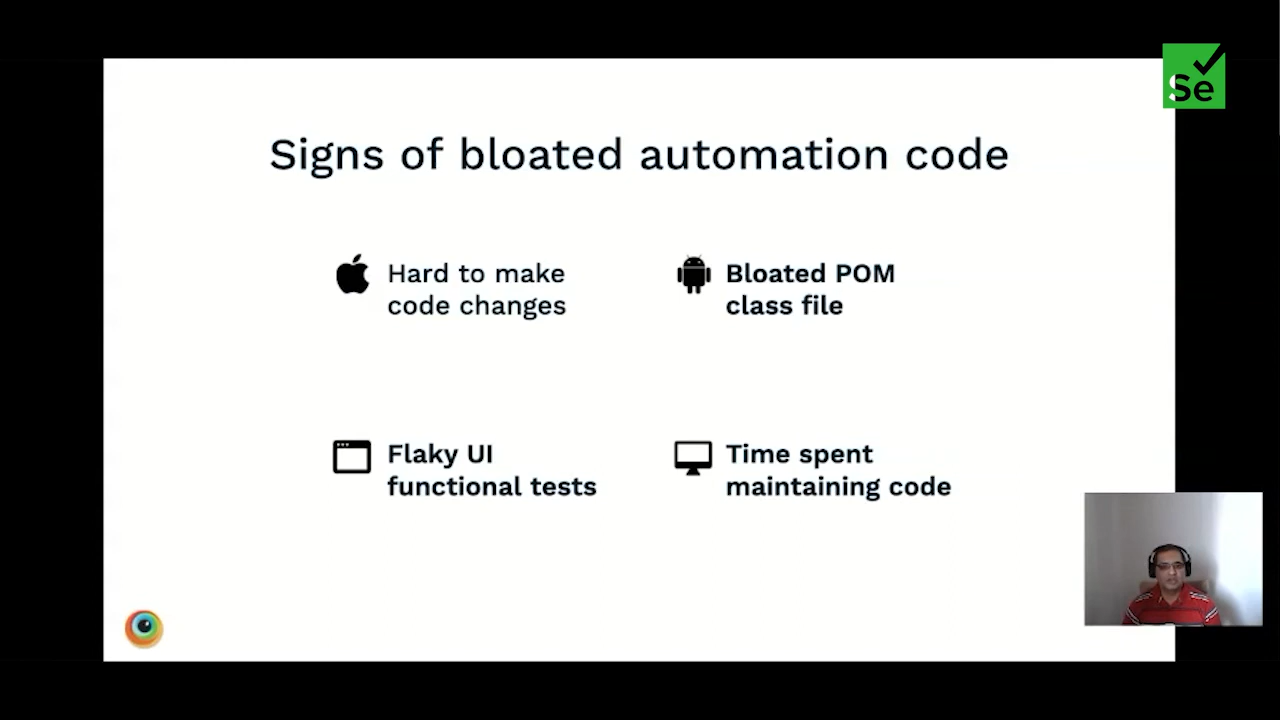 Se
Signs of bloated automation code
Hard to make
code changes
Bloated POM
class file
Flaky UI
functional tests
Time spent
maintaining code